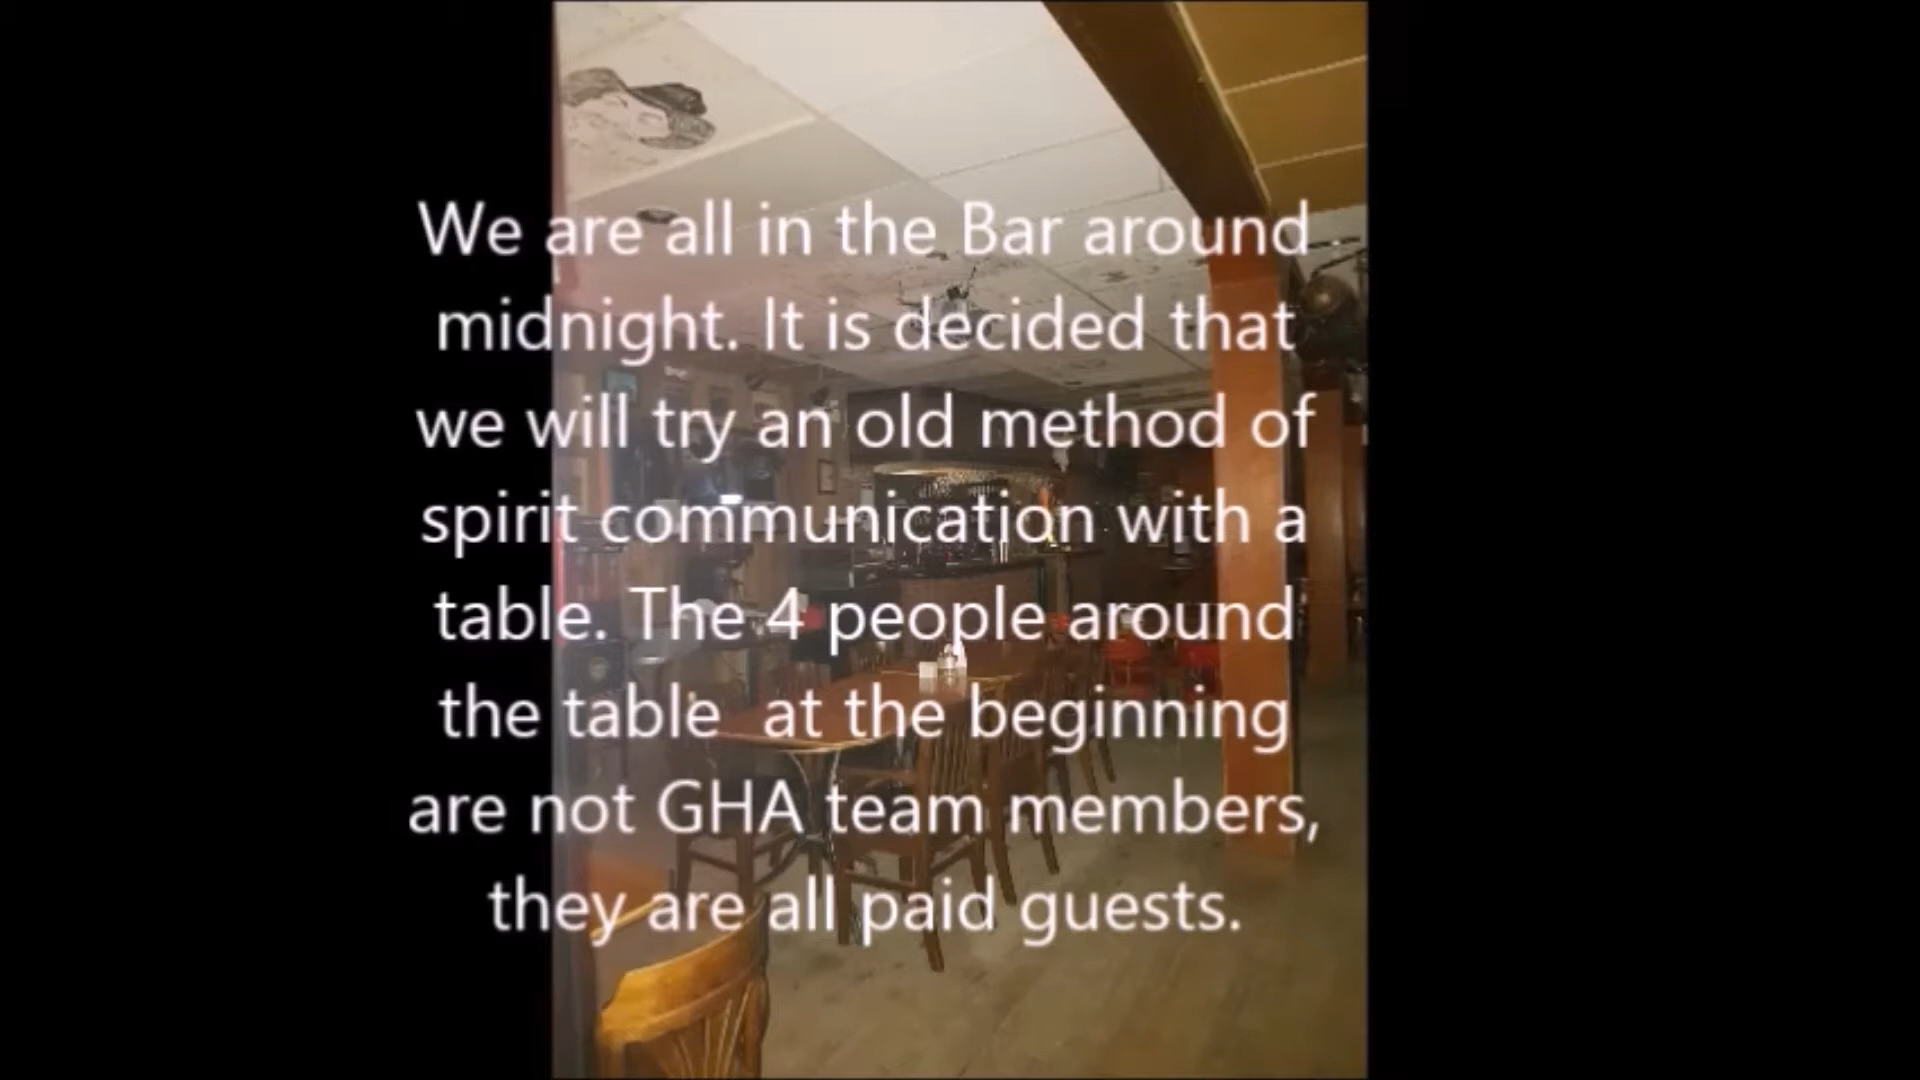 We are all in the Bar around
midnight. It is decided that
we will try an old method of
spirit communication with a
table. The 4 people around
the table  at the beginning
are not GHA team members,
they are all paid guests.